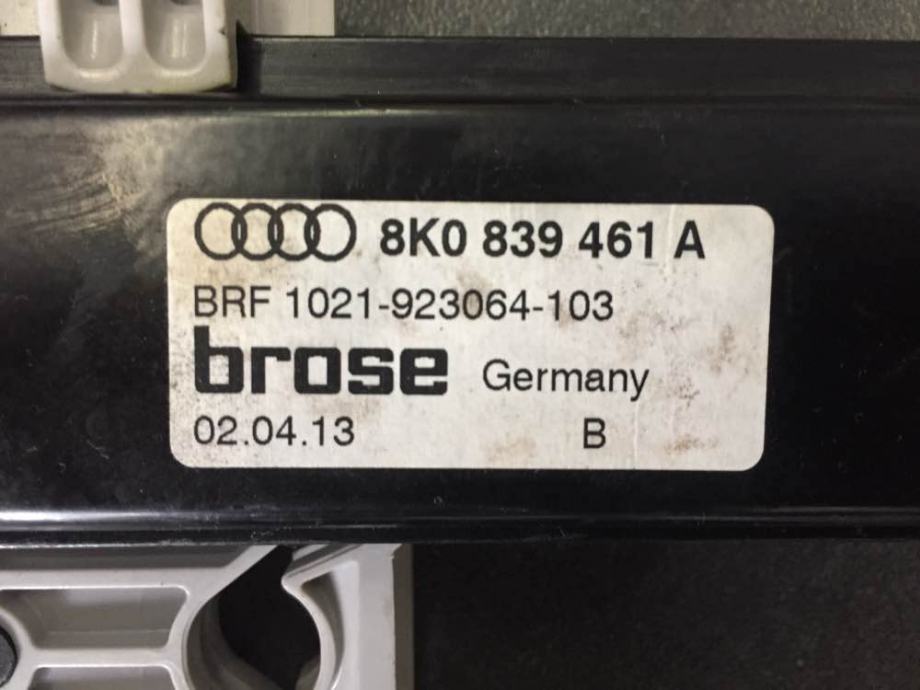 8K0 839 461 A
BRF 1021-923064-103
brose Germany
02.04.13 B